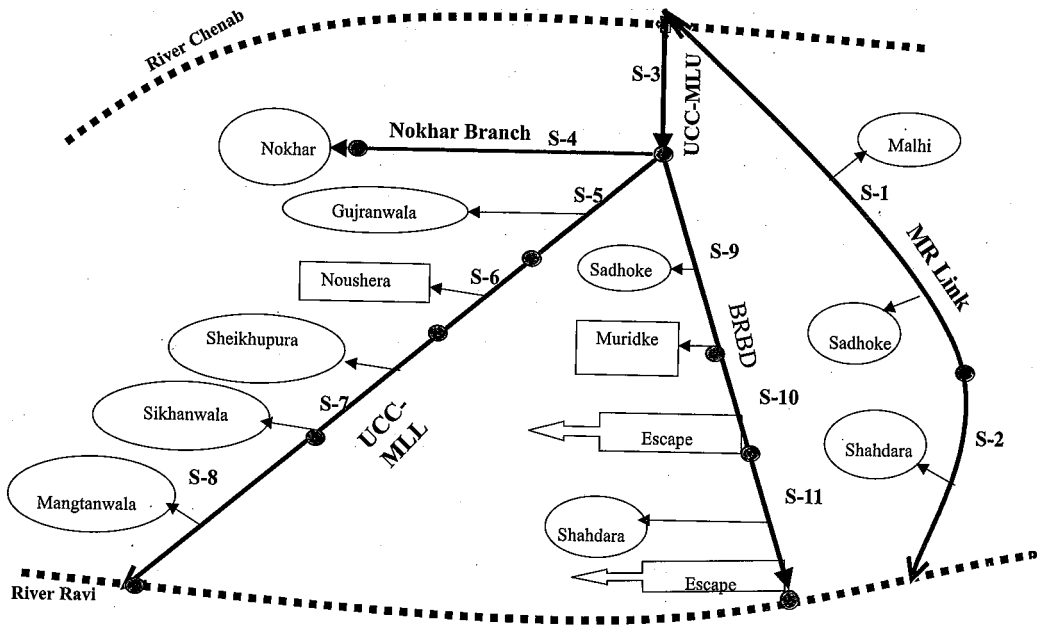 River Chenab
S-3
UCC-MLU
Nokhar Branch
S-4
Nokhar
Malhi
S-1
S-5
Gujranwala
MR Link
S-9
Sadhoke
S-6
Noushera
BRBD
Muridke
Sadhoke
Sheikhupura
S-7
Sikhanwala
UCC-
MLL
S-10
Escape
S-2
Shahdara
S-8
Mangtanwala
S-11
Shahdara
Escape
River Ravi